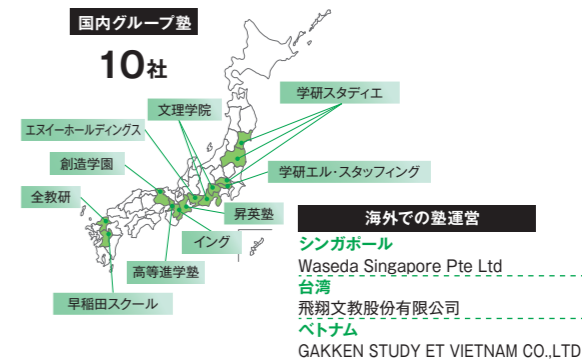 国内グループ塾
10社
学研スタディエ
文理学院
エヌイーホールディングス
創造学園
学研エル・スタッフィング
全教研
昇英塾
イング
高等進学塾
早稲田スクール
海外での塾運営
シンガポール
Waseda Singapore Pte Ltd
台湾
飛翔文教股份有限公司
ベトナム
GAKKEN STUDY ET VIETNAM CO.,LTD